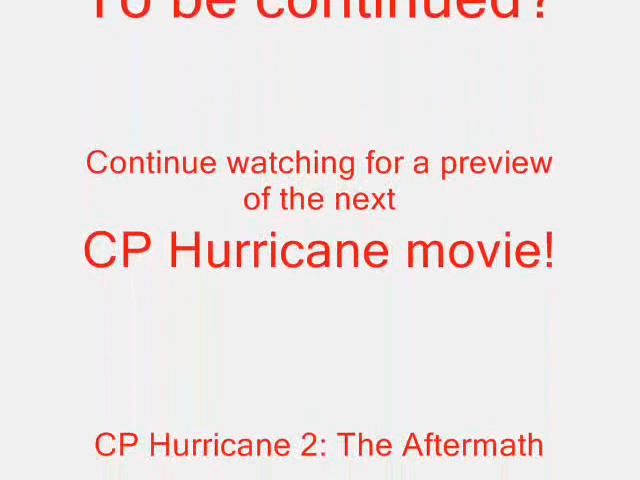 To be continued?
Continue watching for a preview
of the next
CP Hurricane movie!
CP Hurricane 2: The Aftermath